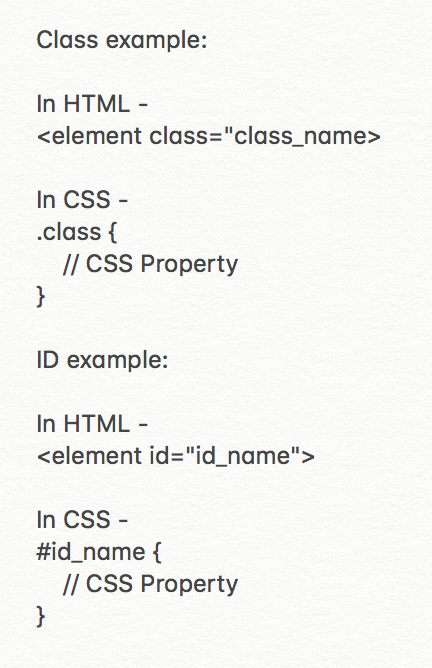 Class example:
In HTML -
<element class="class_name>
In CSS -
.class {
// CSS Property
}
ID example:
In HTML -
<element id="id_name">
In CSS -
#id_name {
// CSS Property
}